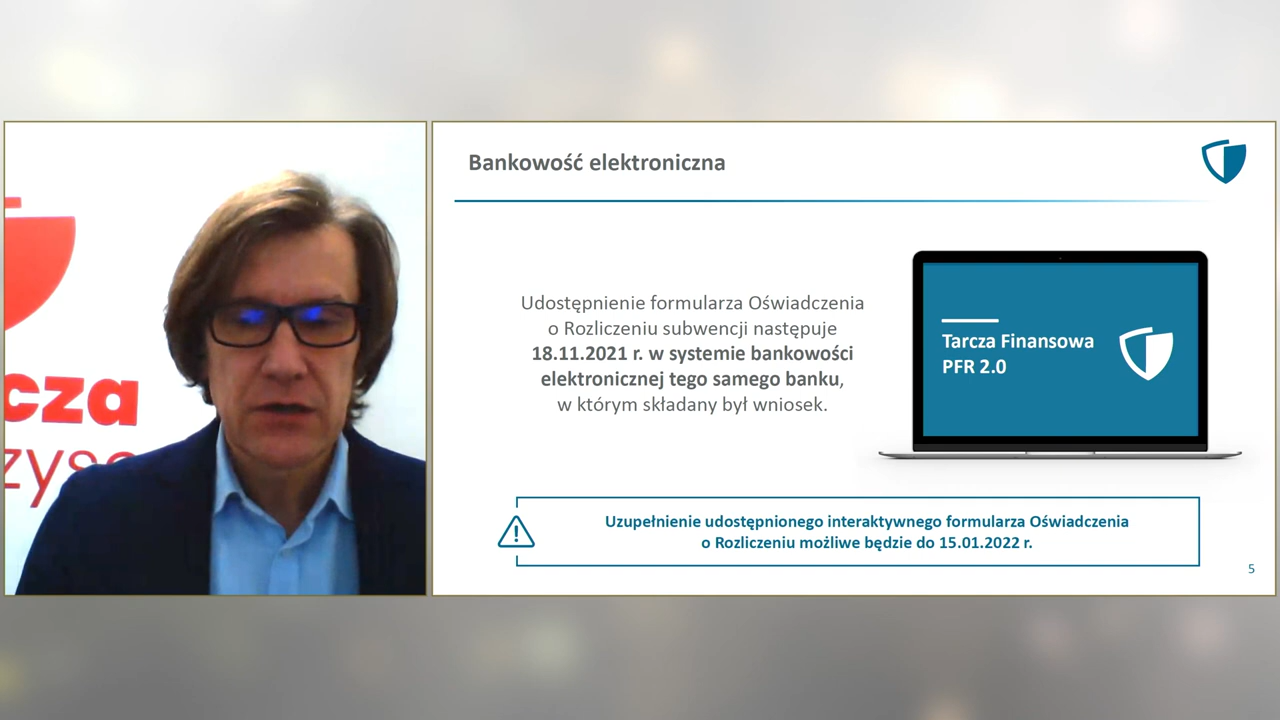 cza
zysc
Bankowość elektroniczna
Udostępnienie formularza Oświadczenia
o Rozliczeniu subwencji następuje
18.11.2021 r. w systemie bankowości
elektronicznej tego samego banku,
w którym składany był wniosek.
Tarcza Finansowa
PFR 2.0
Uzupełnienie udostępnionego interaktywnego formularza Oświadczenia
o Rozliczeniu możliwe będzie do 15.01.2022 r.
5